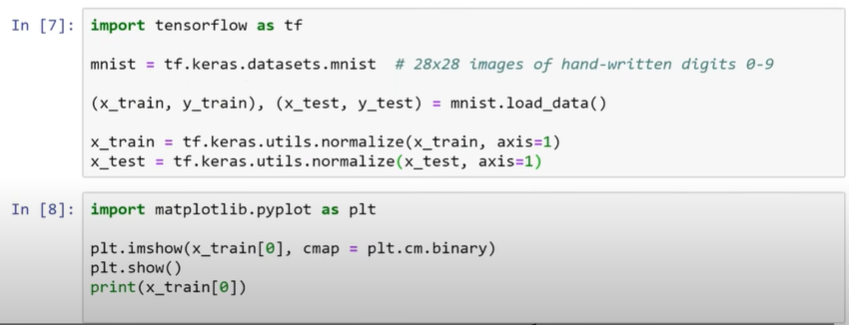 In [7]: import tensorflow as tf
mnist = tf.keras.datasets.mnist  # 28x28 images of hand-written digits 0-9
(x_train, y_train), (x_test, y_test) = mnist.load_data()
x_train = tf.keras.utils.normalize(x_train, axis=1)
x_test = tf.keras.utils.normalize(x_test, axis=1)
In [8]: import matplotlib.pyplot as plt
plt.imshow(x_train[0], cmap = plt.cm.binary)
plt.show()
print(x_train[0])